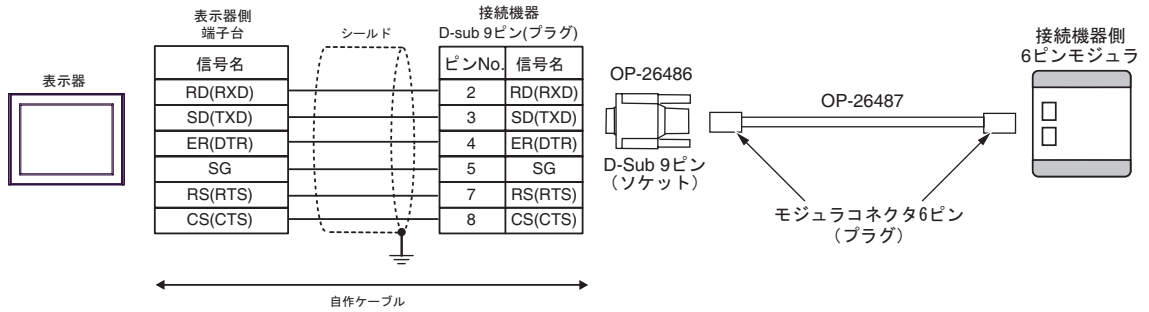 表示器
表示器側
端子台
シールド
接続機器
D-sub 9ピン(プラグ)
信号名
ピンNo. 信号名
RD(RXD) 2 RD(RXD)
SD(TXD) 3 SD(TXD)
ER(DTR) 4 ER(DTR)
SG 5 SG
RS(RTS) 7 RS(RTS)
CS(CTS) 8 CS(CTS)
自作ケーブル
OP-26486
D-Sub 9ピン
(ソケット)
OP-26487
モジュラコネクタ6ピン
(プラグ)
接続機器側
6ピンモジュラ